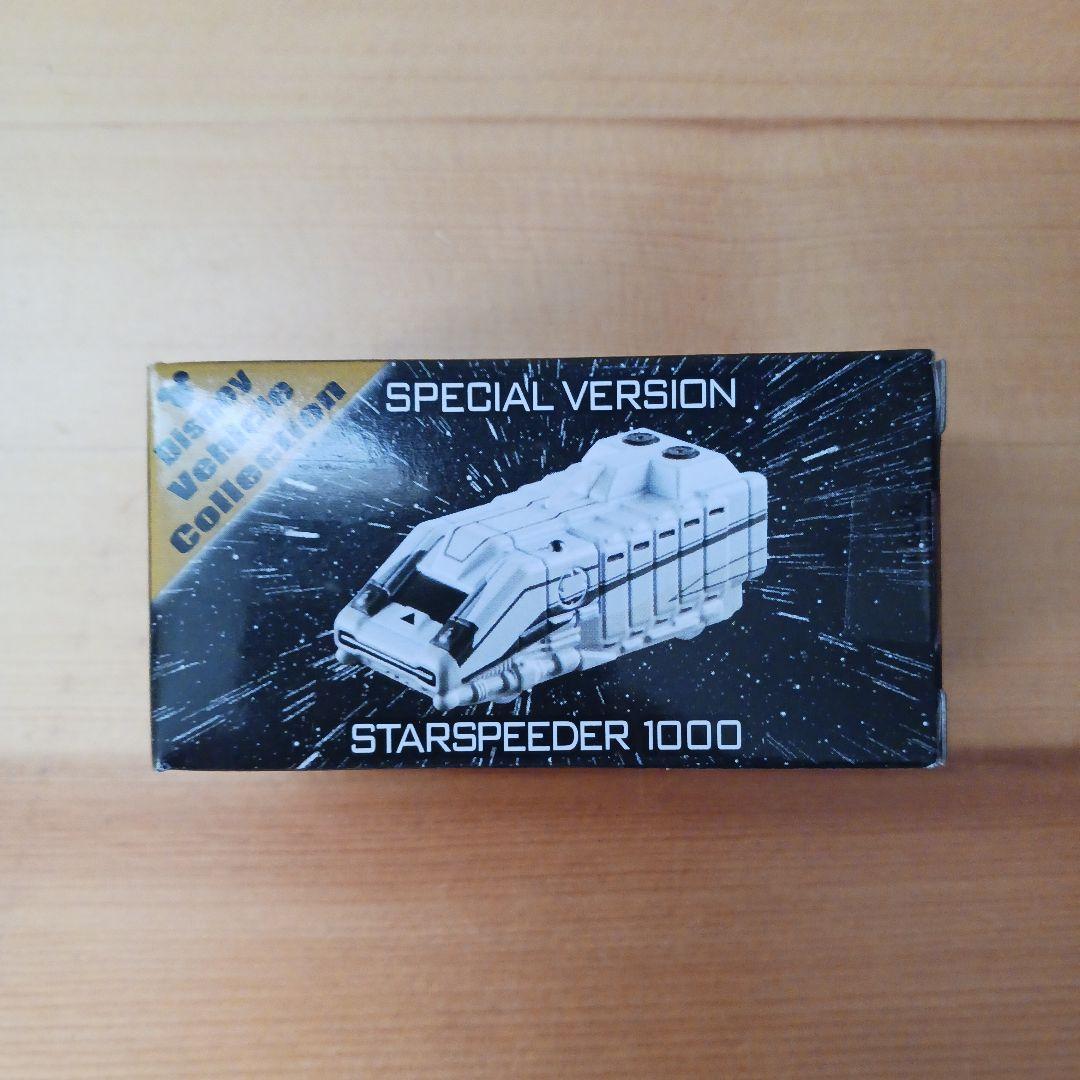 Disney
Vehicle
Collection
SPECIAL VERSION
STARSPEEDER 1000